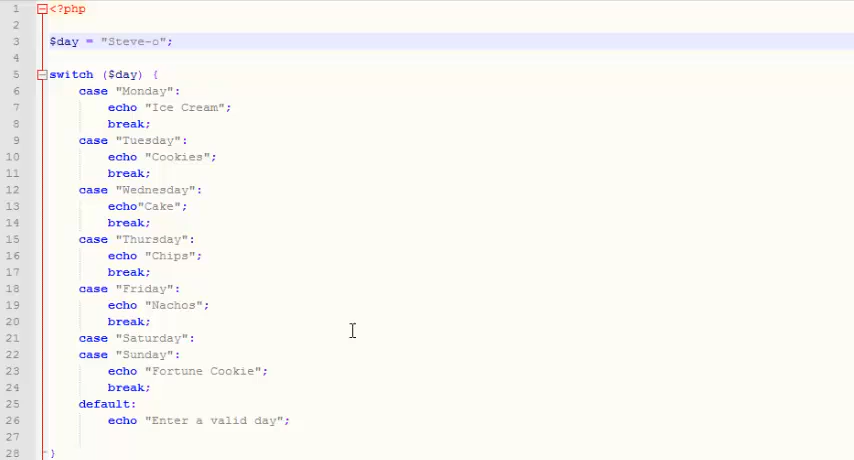 1 <?php
2
3 $day = "Steve-o";
4
5 switch ($day) {
6 case "Monday":
7 echo "Ice Cream";
8 break;
9 case "Tuesday":
10 echo "Cookies";
11 break;
12 case "Wednesday":
13 echo"Cake";
14 break;
15 case "Thursday":
16 echo "Chips";
17 break;
18 case "Friday":
19 echo "Nachos";
20 break;
21 case "Saturday":
22 case "Sunday":
23 echo "Fortune Cookie";
24 break;
25 default:
26 echo "Enter a valid day";
27
28 }